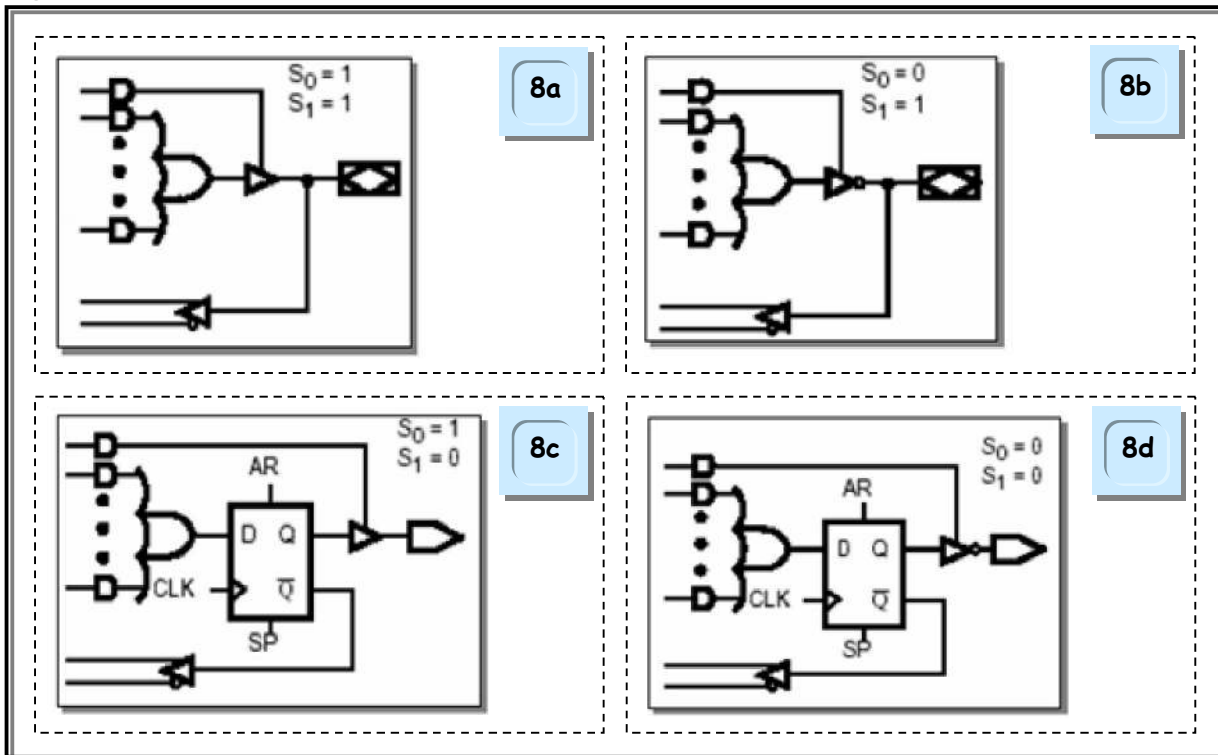 S0 = 1
S1 = 1
8a
S0 = 0
S1 = 1
8b
S0 = 1
S1 = 0
8c
AR
D Q
CLK Q̅
SP
S0 = 0
S1 = 0
8d
AR
D Q
CLK Q̅
SP